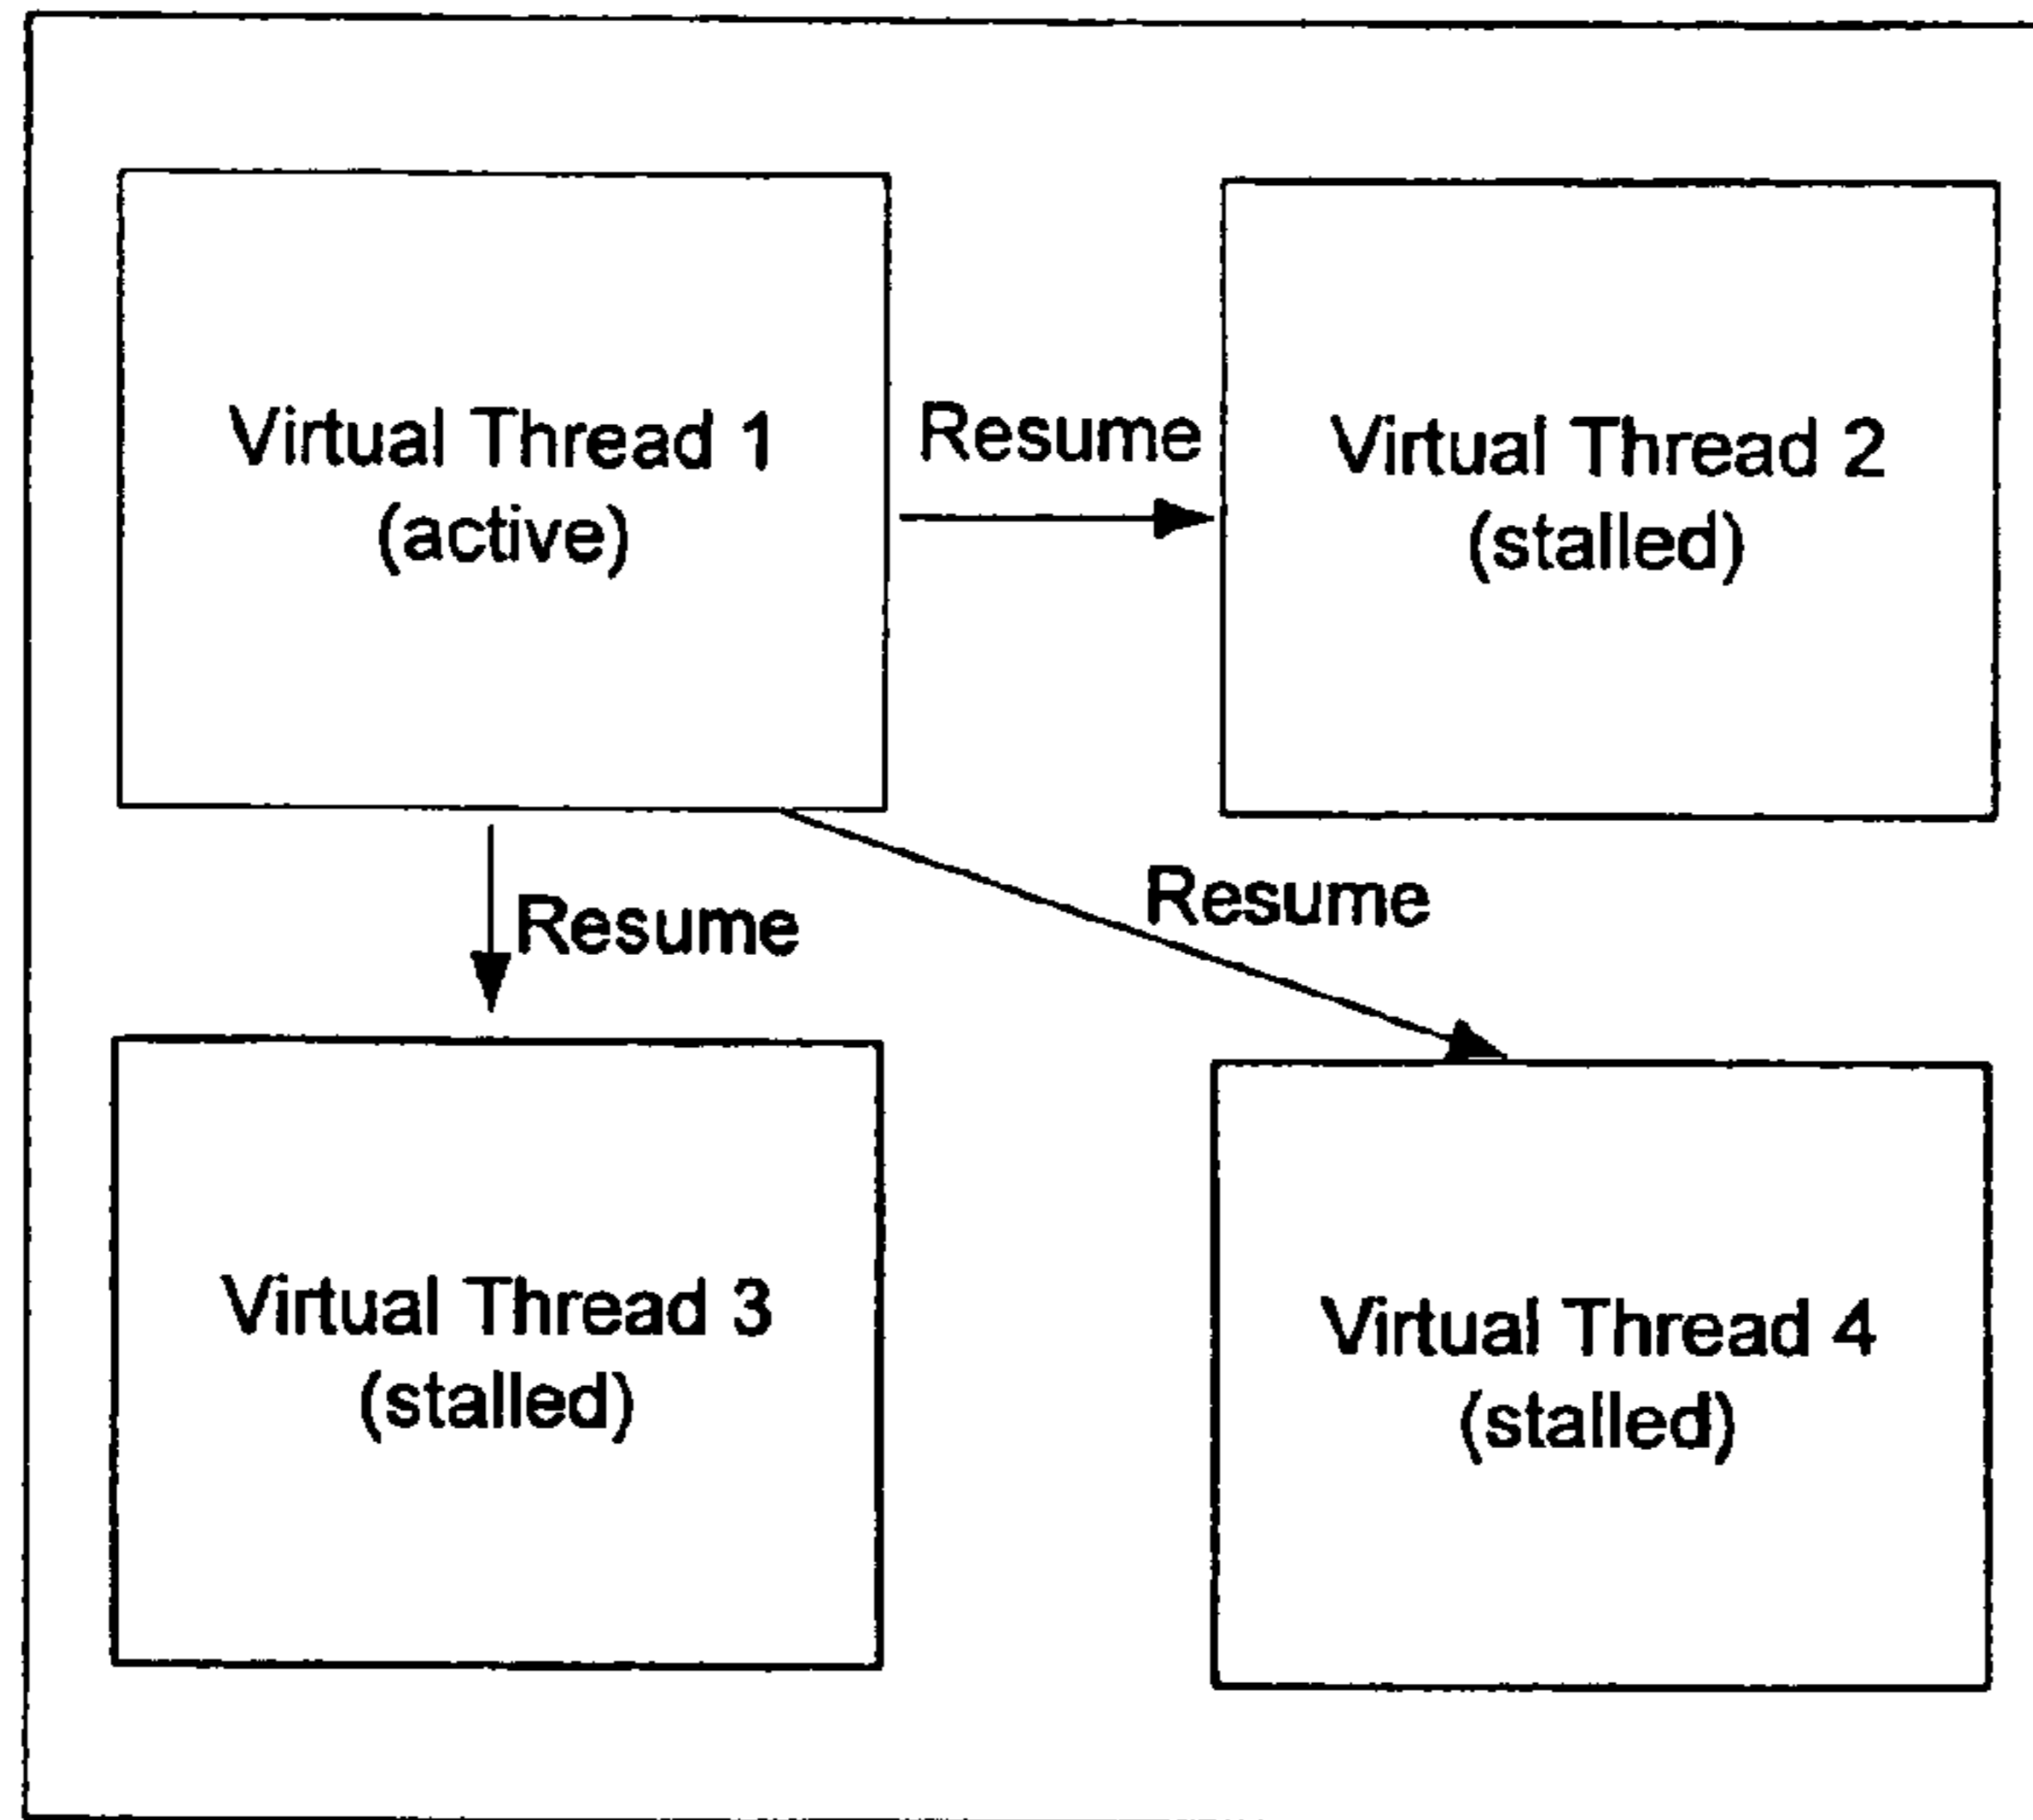 Virtual Thread 1
(active)
Resume
Virtual Thread 2
(stalled)
Resume
Resume
Virtual Thread 3
(stalled)
Virtual Thread 4
(stalled)